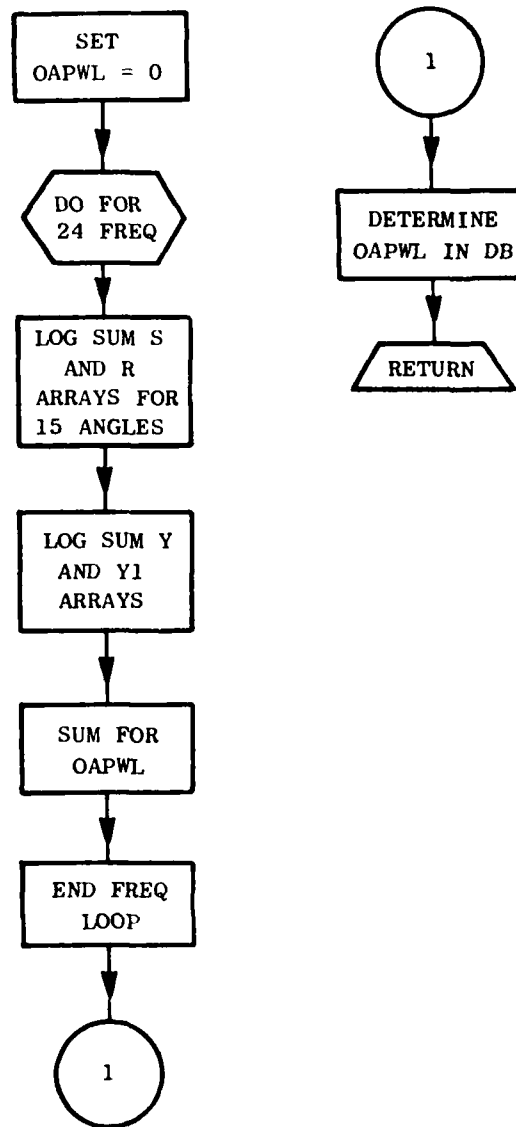 SET
OAPWL = 0
DO FOR
24 FREQ
LOG SUM S
AND R
ARRAYS FOR
15 ANGLES
LOG SUM Y
AND Y1
ARRAYS
SUM FOR
OAPWL
END FREQ
LOOP
1
1
DETERMINE
OAPWL IN DB
RETURN